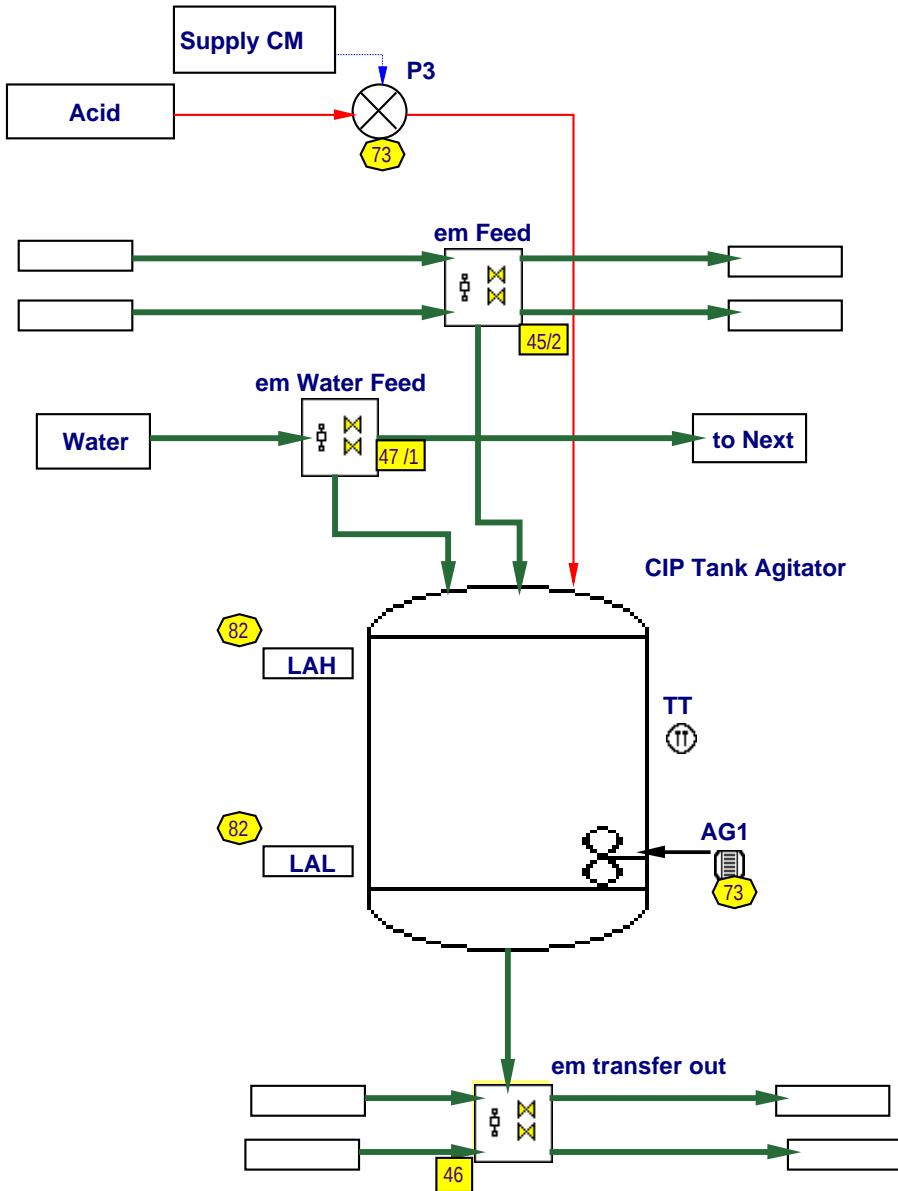 Supply CM
P3
Acid
73
em Feed
45/2
em Water Feed
Water
47 /1
to Next
CIP Tank Agitator
82
LAH
TT
82
LAL
AG1
73
em transfer out
46